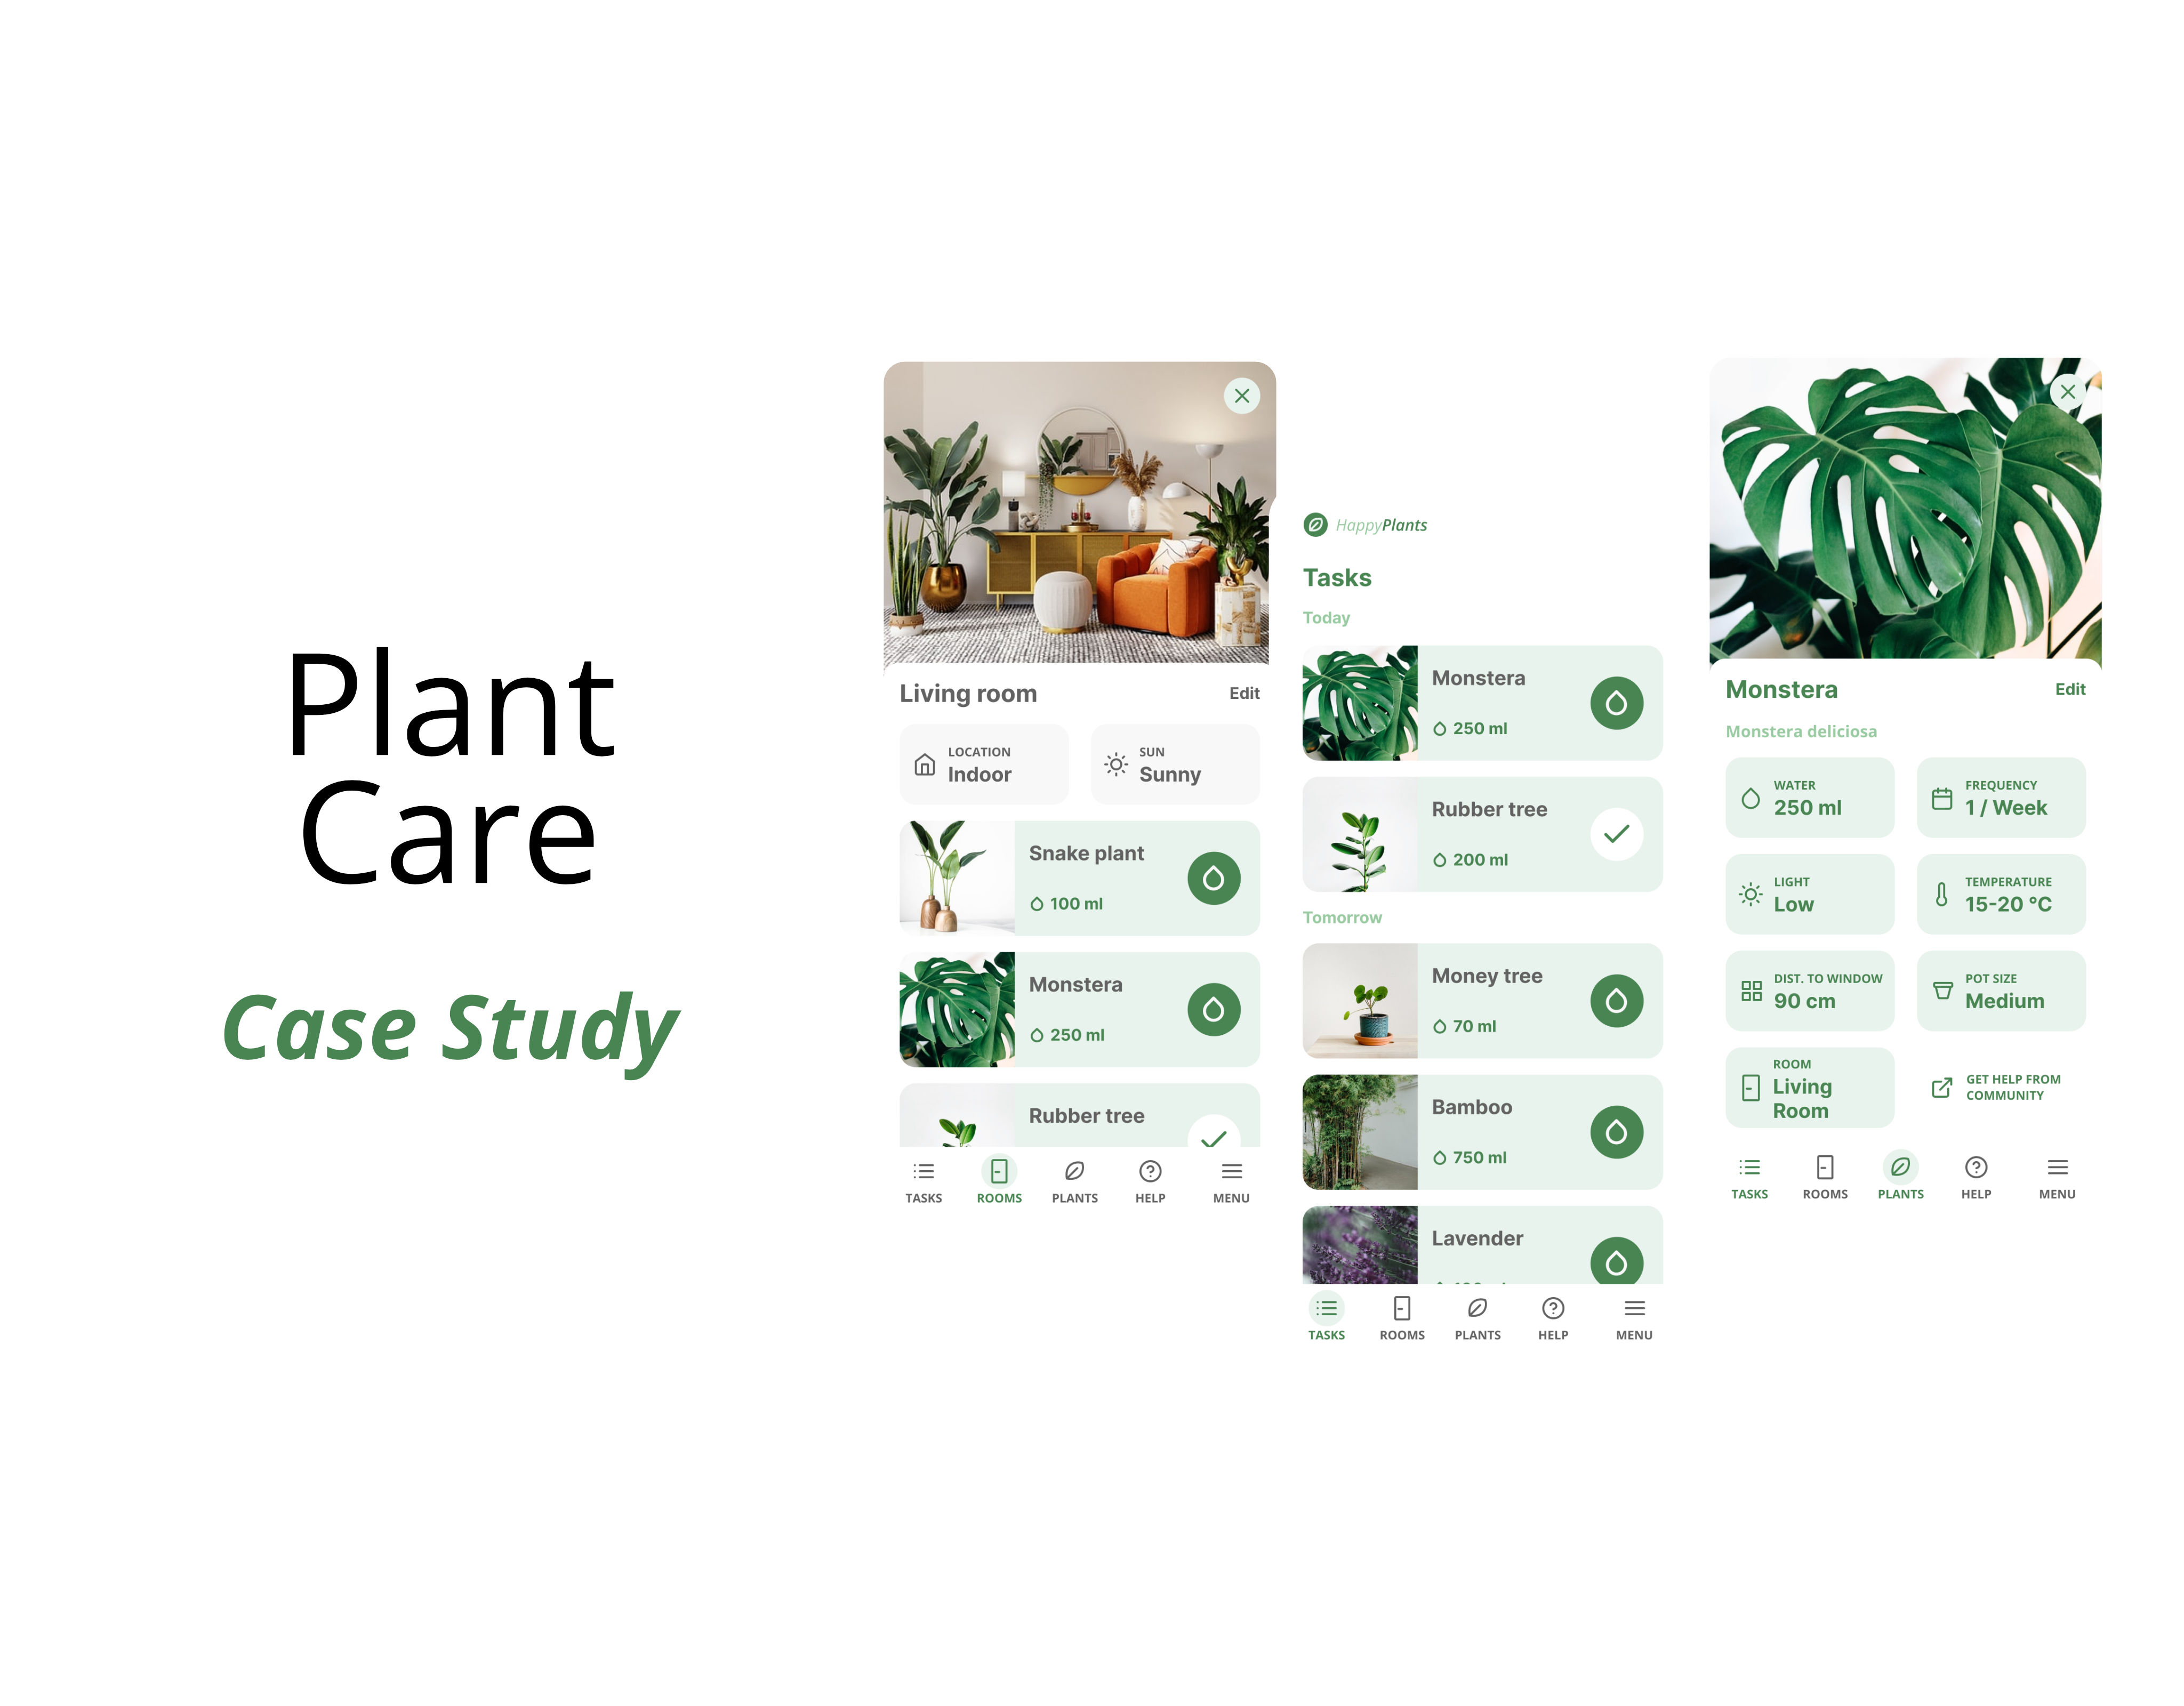 Plant
Care
Case Study
Living room
Edit
LOCATION
Indoor
SUN
Sunny
Snake plant
100 ml
Monstera
250 ml
Rubber tree
TASKS
ROOMS
PLANTS
HELP
MENU
HappyPlants
Tasks
Today
Monstera
250 ml
Rubber tree
200 ml
Tomorrow
Money tree
70 ml
Bamboo
750 ml
Lavender
TASKS
ROOMS
PLANTS
HELP
MENU
Monstera
Edit
Monstera deliciosa
WATER
250 ml
FREQUENCY
1 / Week
LIGHT
Low
TEMPERATURE
15-20 °C
DIST. TO WINDOW
90 cm
POT SIZE
Medium
ROOM
Living
Room
GET HELP FROM
COMMUNITY
TASKS
ROOMS
PLANTS
HELP
MENU